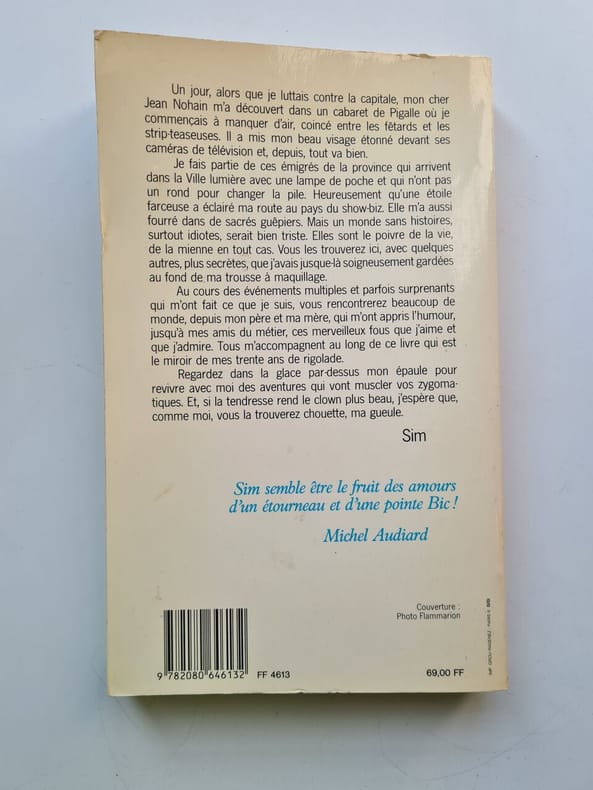 Un jour, alors que je luttais contre la capitale, mon cher
Jean Nohain m'a découvert dans un cabaret de Pigalle où je
commençais à manquer d'air, coincé entre les fêtards et les
strip-teaseuses. Il a mis mon beau visage étonné devant ses
caméras de télévision et, depuis, tout va bien.
Je fais partie de ces émigrés de la province qui arrivent
dans la Ville lumière avec une lampe de poche et qui n'ont pas
un rond pour changer la pile. Heureusement qu'une étoile
farceuse a éclairé ma route au pays du show-biz. Elle m'a aussi
fourré dans de sacrés guêpiers. Mais un monde sans histoires,
surtout idiotes, serait bien triste. Elles sont le poivre de la vie,
de la mienne en tout cas. Vous les trouverez ici, avec quelques
autres, plus secrètes, que j'avais jusque-là soigneusement gardées
au fond de ma trousse à maquillage.
Au cours des événements multiples et parfois surprenants
qui m'ont fait ce que je suis, vous rencontrerez beaucoup de
monde, depuis mon père et ma mère, qui m'ont appris l'humour,
jusqu'à mes amis du métier, ces merveilleux fous que j'aime et
que j'admire. Tous m'accompagnent au long de ce livre qui est
le miroir de mes trente ans de rigolade.
Regardez dans la glace par-dessus mon épaule pour
revivre avec moi des aventures qui vont muscler vos zygoma-
tiques. Et, si la tendresse rend le clown plus beau, j'espère que,
comme moi, vous la trouverez chouette, ma gueule.
Sim
Sim semble être le fruit des amours
d'un étourneau et d'une pointe Bic !
Michel Audiard
Couverture :
Photo Flammarion
9 782080 646132
FF 4613
69,00 FF